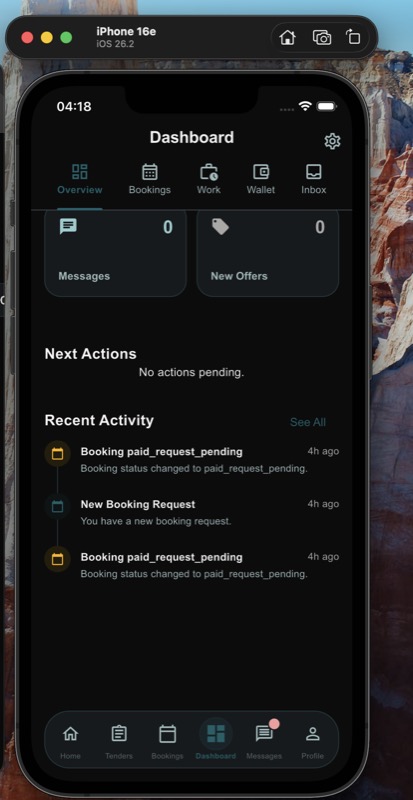 iPhone 16e
iOS 26.2
04:18
Dashboard
Overview
Bookings
Work
Wallet
Inbox
0
0
Messages
New Offers
Next Actions
No actions pending.
Recent Activity
See All
Booking paid_request_pending
4h ago
Booking status changed to paid_request_pending.
New Booking Request
4h ago
You have a new booking request.
Booking paid_request_pending
4h ago
Booking status changed to paid_request_pending.
Home
Tenders
Bookings
Dashboard
Messages
Profile